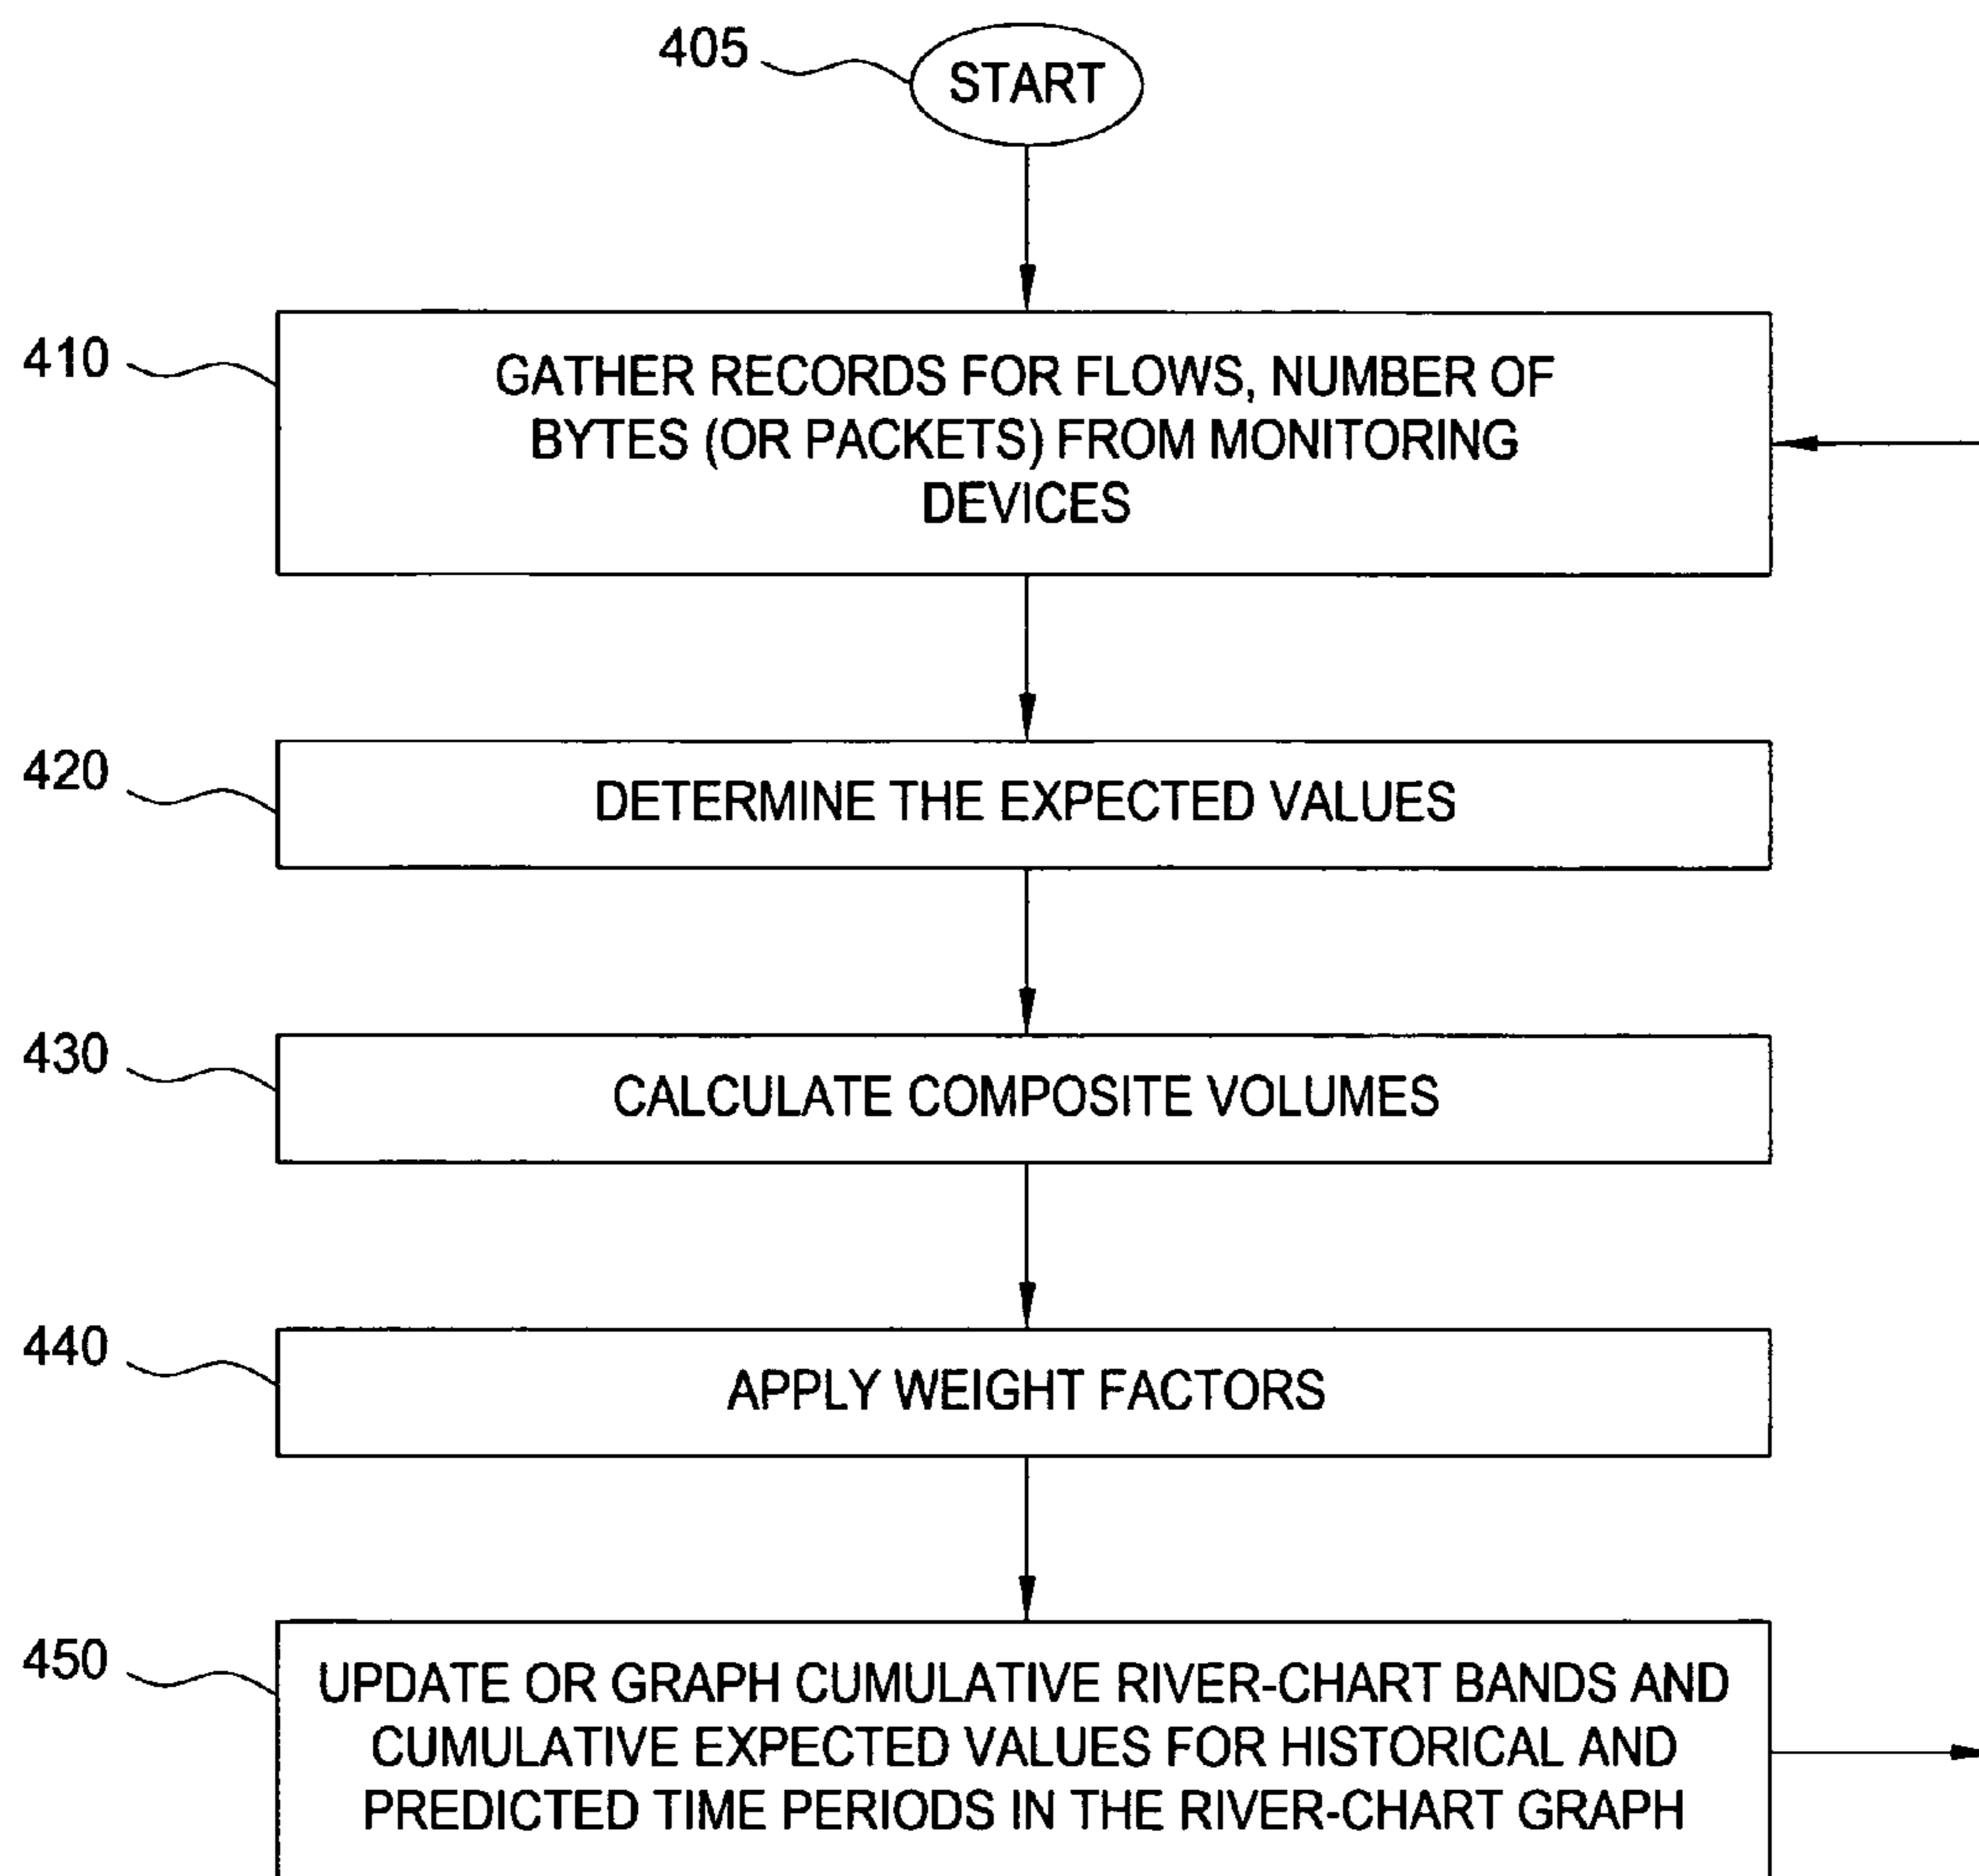 405
START
410
GATHER RECORDS FOR FLOWS, NUMBER OF
BYTES (OR PACKETS) FROM MONITORING
DEVICES
420
DETERMINE THE EXPECTED VALUES
430
CALCULATE COMPOSITE VOLUMES
440
APPLY WEIGHT FACTORS
450
UPDATE OR GRAPH CUMULATIVE RIVER-CHART BANDS AND
CUMULATIVE EXPECTED VALUES FOR HISTORICAL AND
PREDICTED TIME PERIODS IN THE RIVER-CHART GRAPH